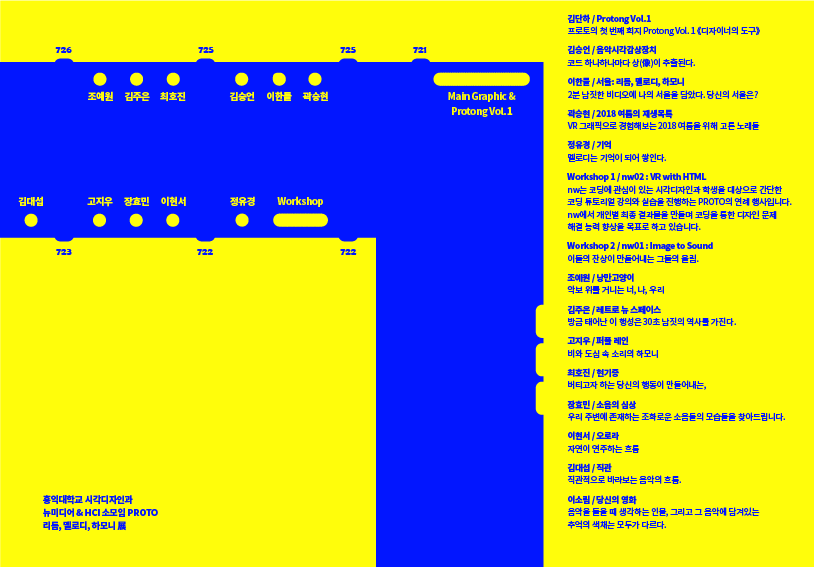 726
725
725
721
조예원
김주은
최호진
김승언
이한솔
곽승현
Main Graphic &
Protong Vol.1
김대섭
고지우
장효민
이현서
정유경
Workshop
723
722
722
홍익대학교 시각디자인과
뉴미디어 & HCI 소모임 PROTO
리듬, 멜로디, 하모니 展
김단하 / Protong Vol.1
프로토의 첫 번째 회지 Protong Vol. 1 《디자이너의 도구》
김승언 / 음악시각감상장치
코드 하나하나마다 상(像)이 추출된다.
이한솔 / 서울: 리듬, 멜로디, 하모니
2분 남짓한 비디오에 나의 서울을 담았다. 당신의 서울은?
곽승현 / 2018 여름의 재생목록
VR 그래픽으로 경험해보는 2018 여름을 위해 고른 노래들
정유경 / 기억
멜로디는 기억이 되어 쌓인다.
Workshop 1 / nw02 : VR with HTML
nw는 코딩에 관심이 있는 시각디자인과 학생을 대상으로 간단한
코딩 튜토리얼 강의와 실습을 진행하는 PROTO의 연례 행사입니다.
nw에서 개인별 최종 결과물을 만들며 코딩을 통한 디자인 문제
해결 능력 향상을 목표로 하고 있습니다.
Workshop 2 / nw01 : Image to Sound
이들의 잔상이 만들어내는 그들의 울림.
조예원 / 낭만고양이
악보 위를 거니는 너, 나, 우리
김주은 / 레트로 뉴 스페이스
방금 태어난 이 행성은 30초 남짓의 역사를 가진다.
고지우 / 퍼플 레인
비와 도심 속 소리의 하모니
최호진 / 현기증
버티고자 하는 당신의 행동이 만들어내는,
장효민 / 소음의 심상
우리 주변에 존재하는 조화로운 소음들의 모습들을 찾아드립니다.
이현서 / 오로라
자연이 연주하는 흐름
김대섭 / 직관
직관적으로 바라보는 음악의 흐름.
이소림 / 당신의 영화
음악을 들을 때 생각하는 인물, 그리고 그 음악에 담겨있는
추억의 색채는 모두가 다르다.